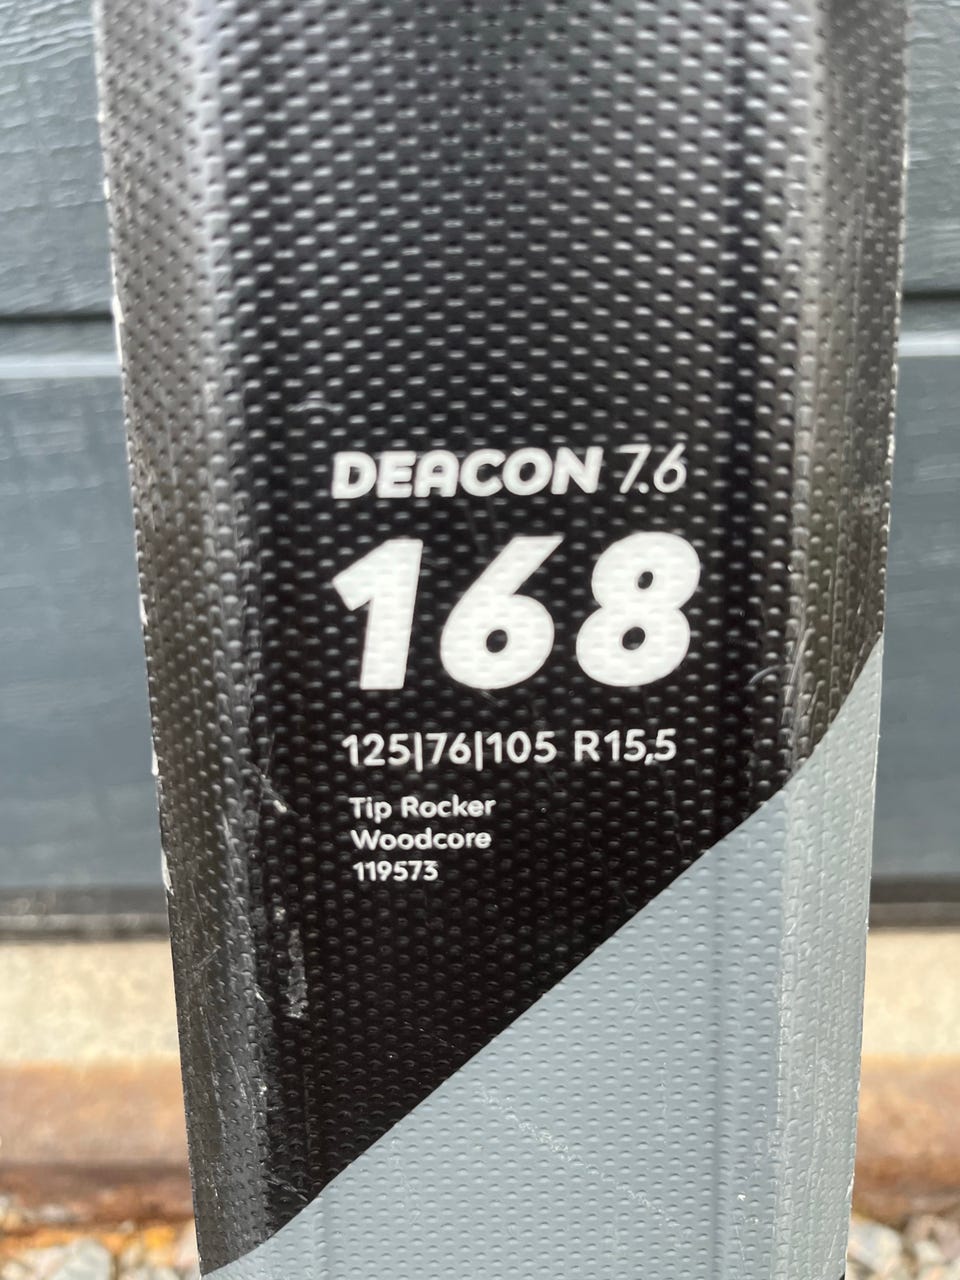 DEACON 7.6
168
125|76|105 R15,5
Tip Rocker
Woodcore
119573